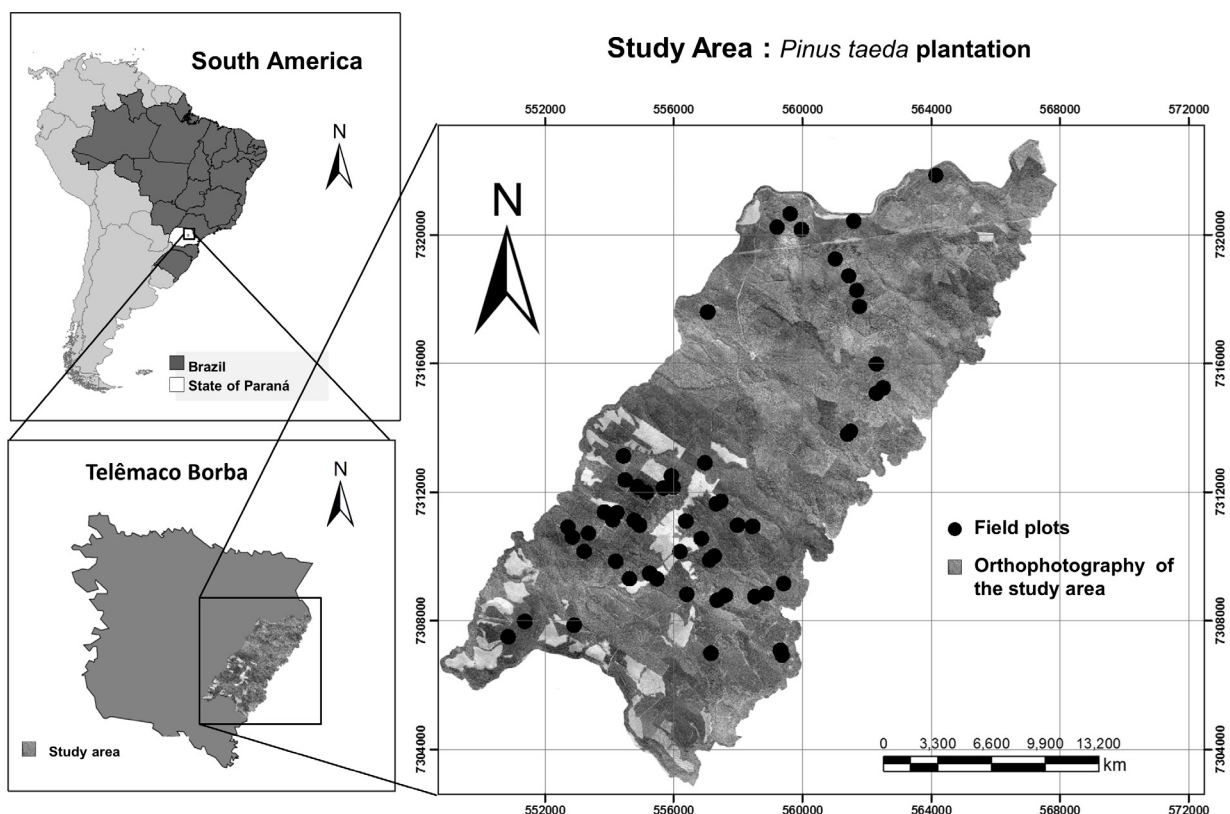 South America
N
Brazil
State of Paraná
Telêmaco Borba
N
Study area
Study Area : Pinus taeda plantation
552000 556000 560000 564000 568000 572000
N
7320000
7316000
7312000
7308000
7304000
7320000
7316000
7312000
7308000
7304000
Field plots
Orthophotography of
the study area
0 3,300 6,600 9,900 13,200
km
552000 556000 560000 564000 568000 572000